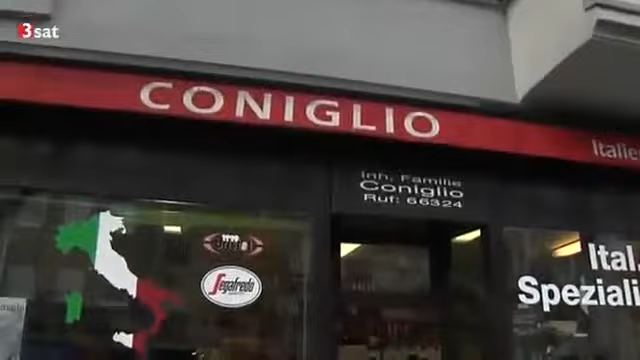 3sat
CONIGLIO
Italie
Inh. Familie
Coniglio
Ruf: 66324
Segafredo
Ital.
Speziali